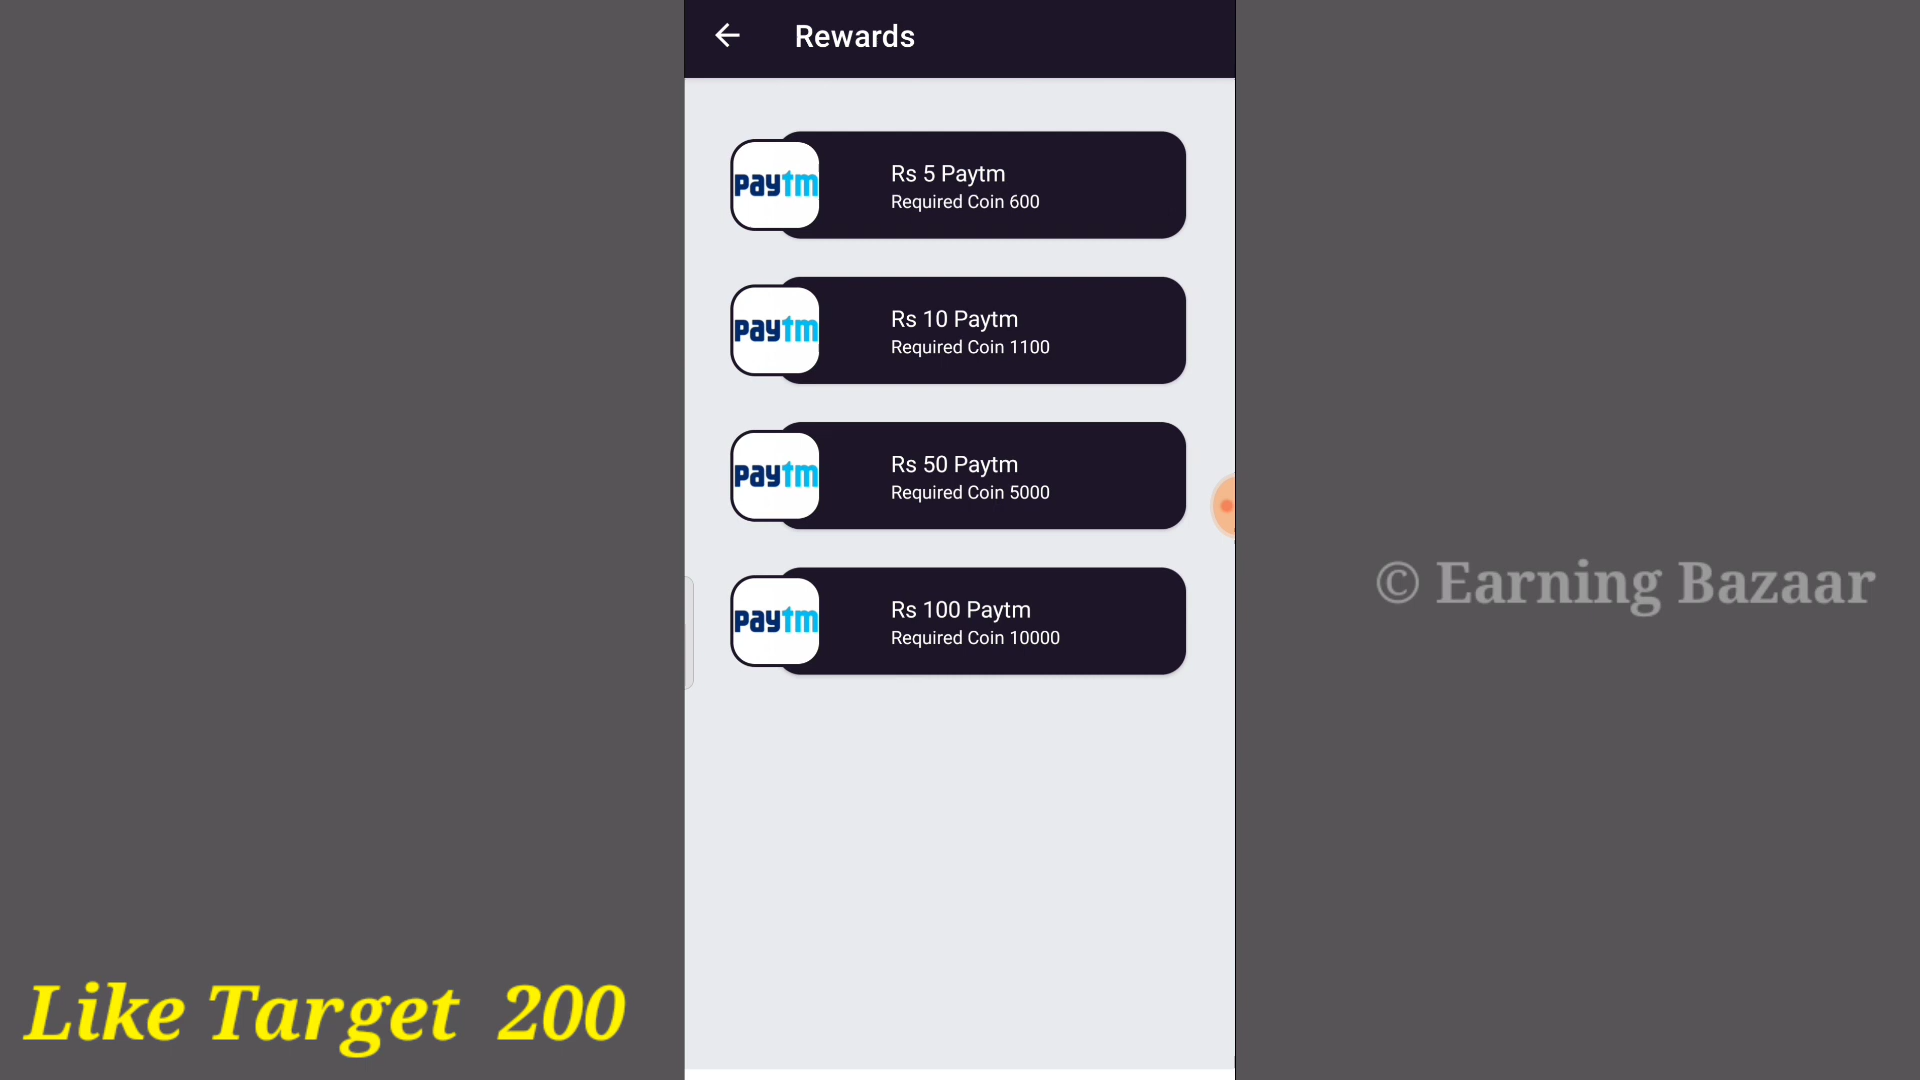 Rewards
paytm
Rs 5 Paytm
Required Coin 600
paytm
Rs 10 Paytm
Required Coin 1100
paytm
Rs 50 Paytm
Required Coin 5000
paytm
Rs 100 Paytm
Required Coin 10000
© Earning Bazaar
Like Target 200